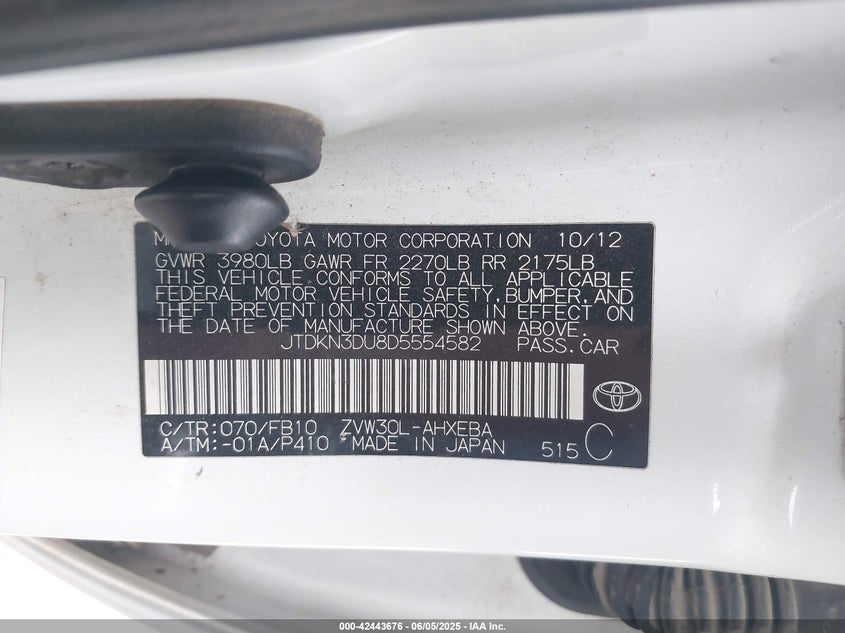 TOYOTA MOTOR CORPORATION 10/12
GVWR 3980LB GAWR FR 2270LB RR 2175LB
THIS VEHICLE CONFORMS TO ALL APPLICABLE
FEDERAL MOTOR VEHICLE SAFETY, BUMPER, AND
THEFT PREVENTION STANDARDS IN EFFECT ON
THE DATE OF MANUFACTURE SHOWN ABOVE.
JTDKN3DU8D5554582 PASS.CAR
C/TR:070/FB10 ZVW30L-AHXEBA
A/TM:-01A/P410 MADE IN JAPAN 515 C
000-42443676 - 06/05/2025 - IAA Inc.